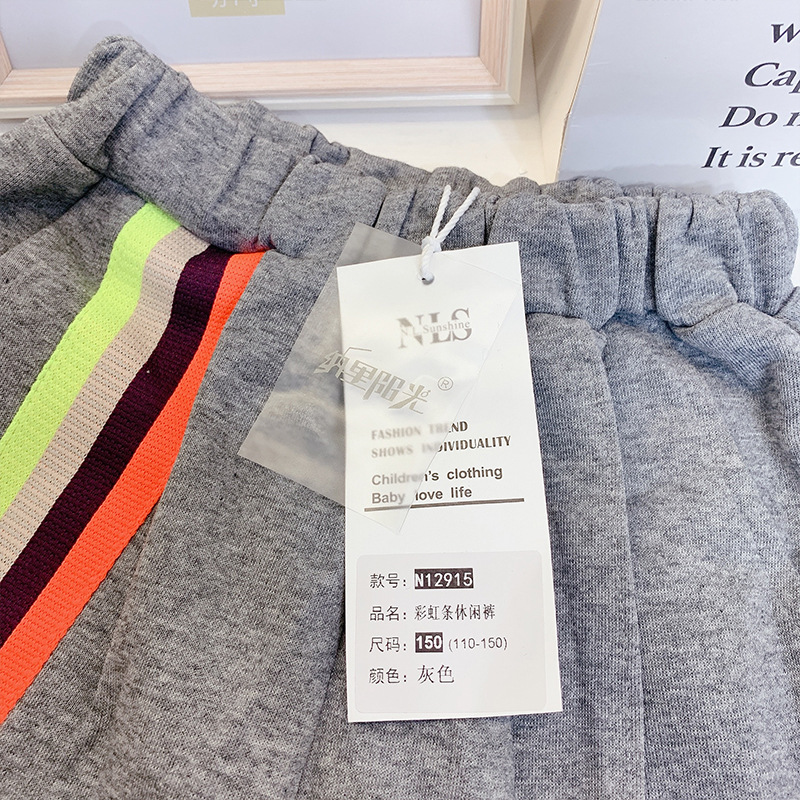 W
Cap
Do n
It is re
NLS
Sunshine
纳里阳光®
FASHION TREND
SHOWS INDIVIDUALITY
Children's clothing
Baby love life
款号: N12915
品名: 彩虹条休闲裤
尺码: 150 (110-150)
颜色: 灰色